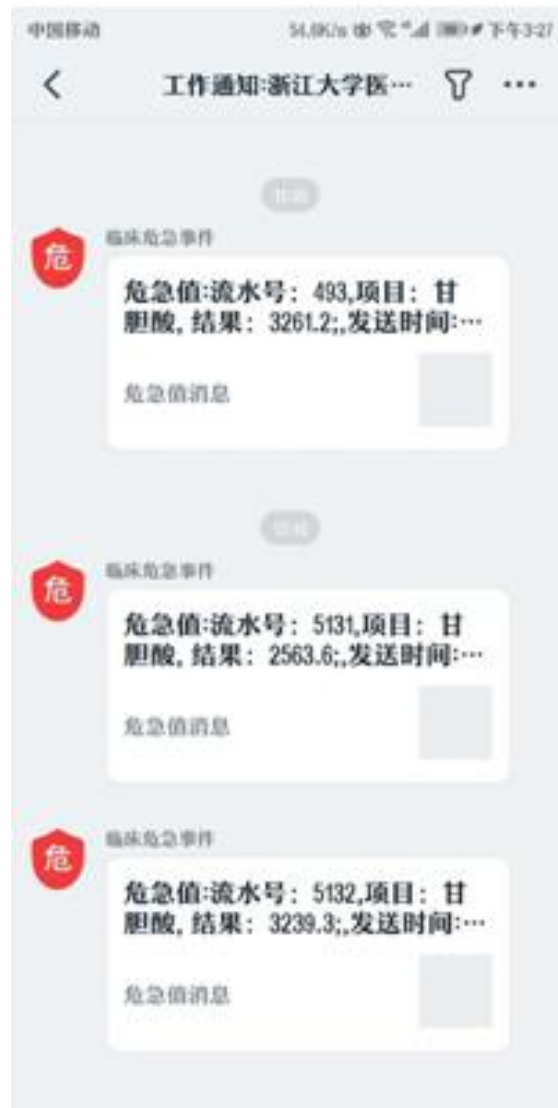 中国移动
下午3:27
工作通知:浙江大学医…
临床危急事件
危
危急值:流水号: 493,项目: 甘
胆酸, 结果: 3261.2;,发送时间:…
危急值消息
临床危急事件
危
危急值:流水号: 5131,项目: 甘
胆酸, 结果: 2563.6;,发送时间:…
危急值消息
临床危急事件
危
危急值:流水号: 5132,项目: 甘
胆酸, 结果: 3239.3;,发送时间:…
危急值消息